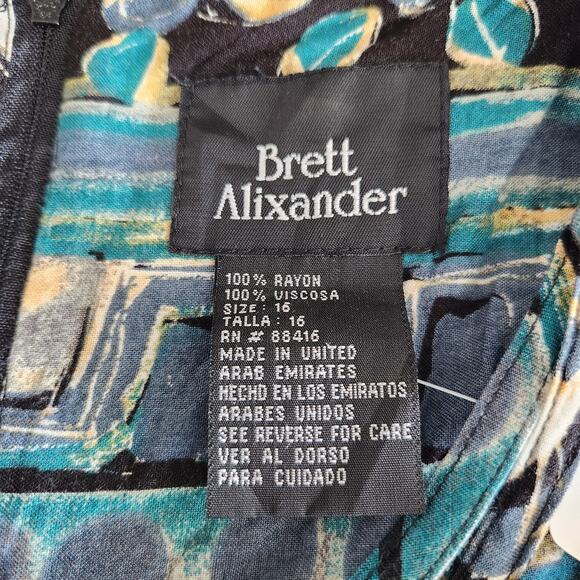 Brett
Alixander
100% RAYON
100% VISCOSA
SIZE: 16
TALLA: 16
RN # 88416
MADE IN UNITED
ARAB EMIRATES
HECHO EN LOS EMIRATOS
ARABES UNIDOS
SEE REVERSE FOR CARE
VER AL DORSO
PARA CUIDADO